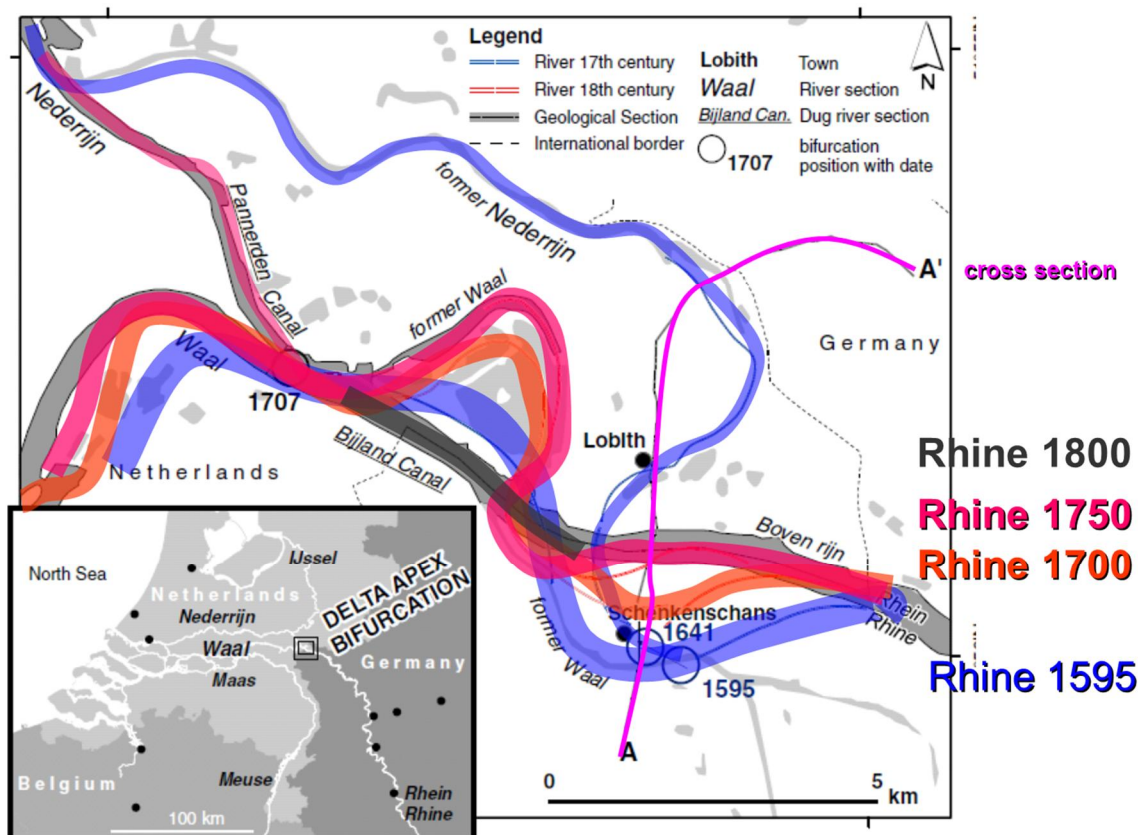 Legend
River 17th century
River 18th century
Geological Section
International border
Lobith Town
Waal River section
Bijland Can. Dug river section
1707 bifurcation
position with date
N
Nederrijn
Pannerden Canal
former Nederrijn
former Waal
A' cross section
Germany
Waal
1707
Bijland Canal
Lobith
Netherlands
Boven rijn
Rhein
Rhine
Schenkenschans
1641
1595
former Waal
A
Rhine 1800
Rhine 1750
Rhine 1700
Rhine 1595
0 5
km
North Sea
IJssel
Netherlands
Nederrijn
Waal
Maas
DELTA APEX
BIFURCATION
Germany
Belgium
Meuse
Rhein
Rhine
100 km